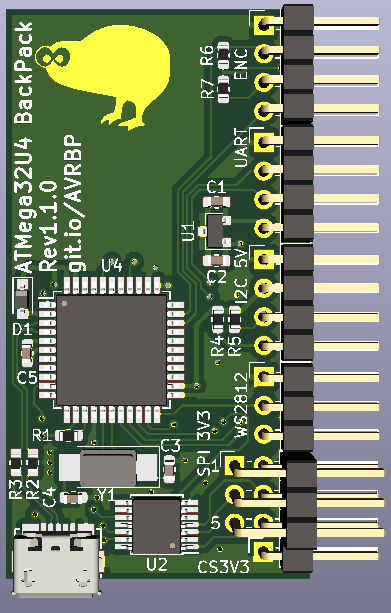 ATMega32U4 BackPack
Rev1.1.0
git.io/AVRBP
R6
R7
ENC
UART
C1
U1
C2
5V
I2C
U4
D1
R4
R5
C5
WS2812
3V3
R1
SPI
1
C3
R3
R2
C4
Y1
5
U2
CS3V3